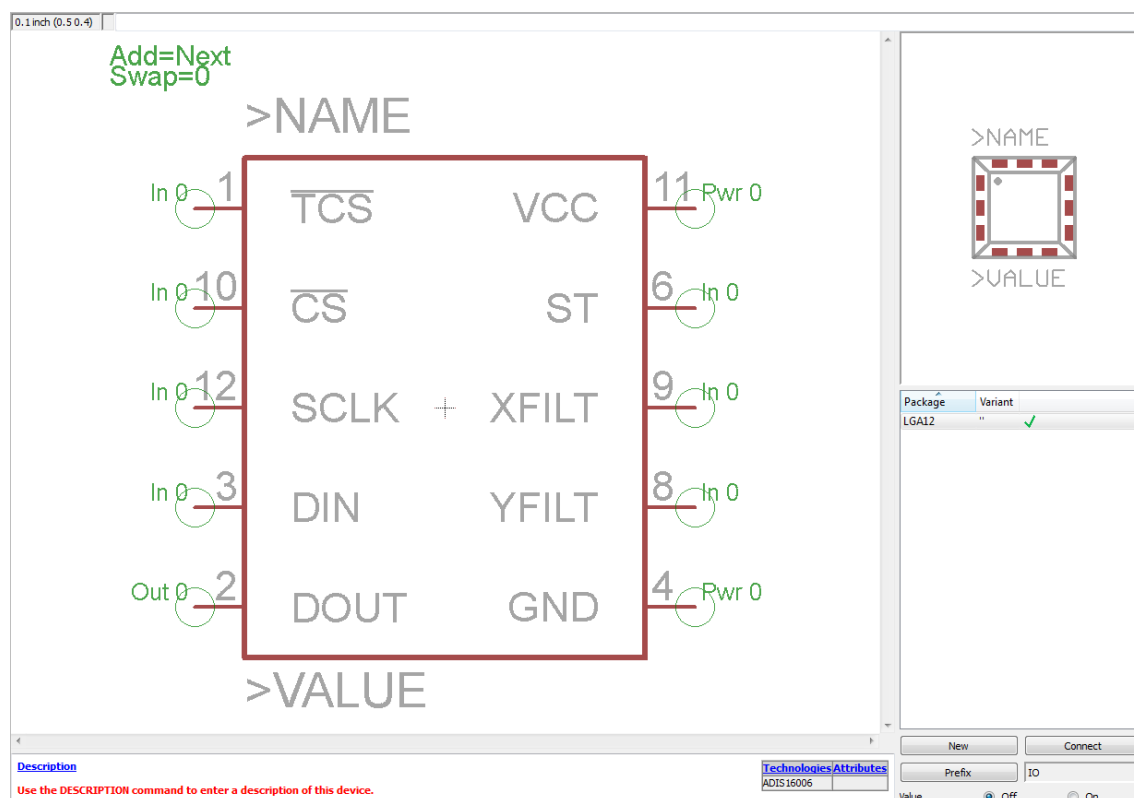 0.1 inch (0.5 0.4)
Add=Next
Swap=0
>NAME
In 0 1 TCS VCC 11 Pwr 0
In 0 10 CS ST 6 In 0
In 0 12 SCLK XFILT 9 In 0
In 0 3 DIN YFILT 8 In 0
Out 0 2 DOUT GND 4 Pwr 0
>VALUE
>NAME
>VALUE
Package Variant
LGA12 ''
New Connect
Prefix IO
Value Off On
Description
Use the DESCRIPTION command to enter a description of this device.
Technologies Attributes
ADIS16006